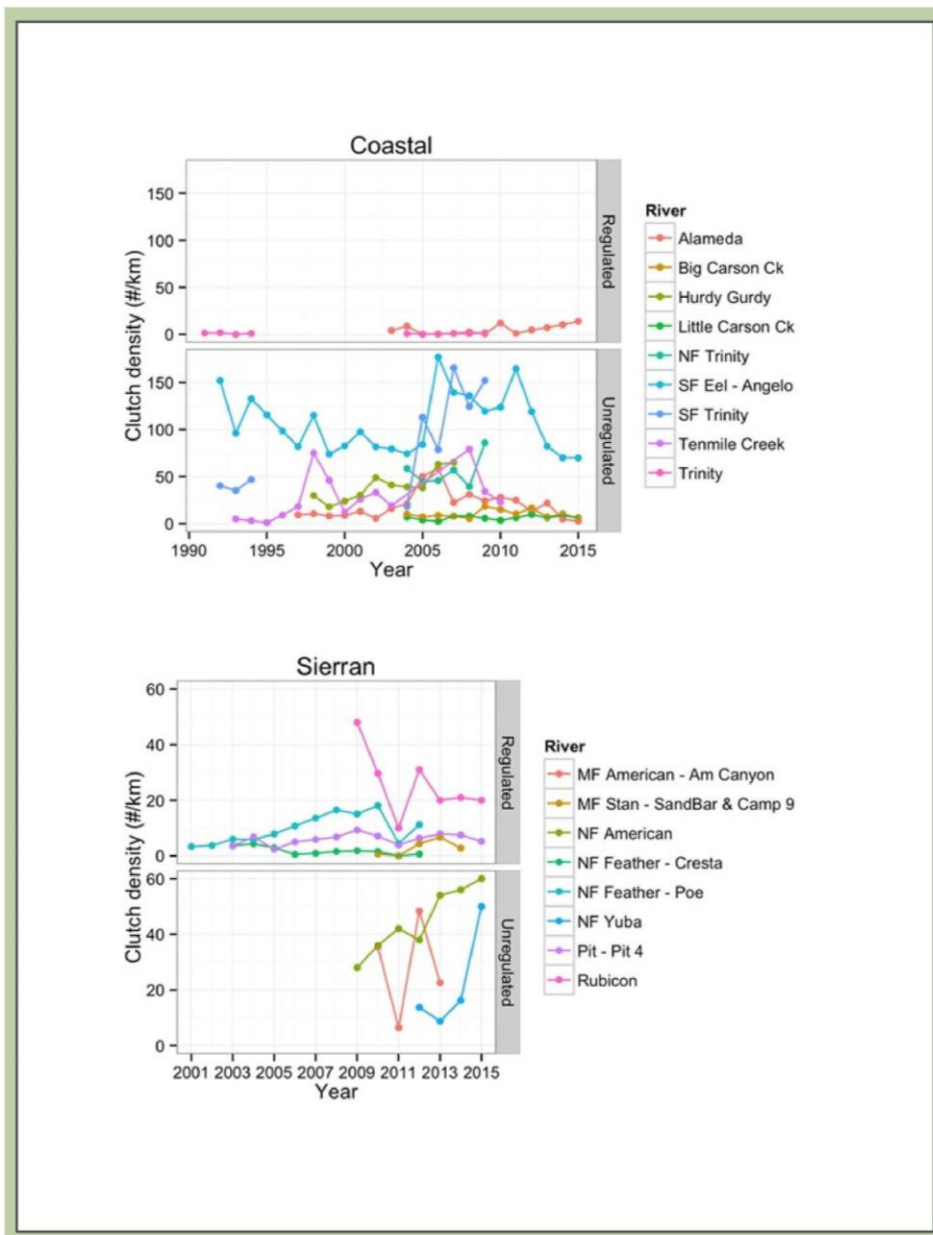 Coastal
Clutch density (#/km)
150
100
50
0
Regulated
150
100
50
0
Unregulated
1990 1995 2000 2005 2010 2015
Year
River
Alameda
Big Carson Ck
Hurdy Gurdy
Little Carson Ck
NF Trinity
SF Eel - Angelo
SF Trinity
Tenmile Creek
Trinity
Sierran
Clutch density (#/km)
60
40
20
0
Regulated
60
40
20
0
Unregulated
2001 2003 2005 2007 2009 2011 2013 2015
Year
River
MF American - Am Canyon
MF Stan - SandBar & Camp 9
NF American
NF Feather - Cresta
NF Feather - Poe
NF Yuba
Pit - Pit 4
Rubicon